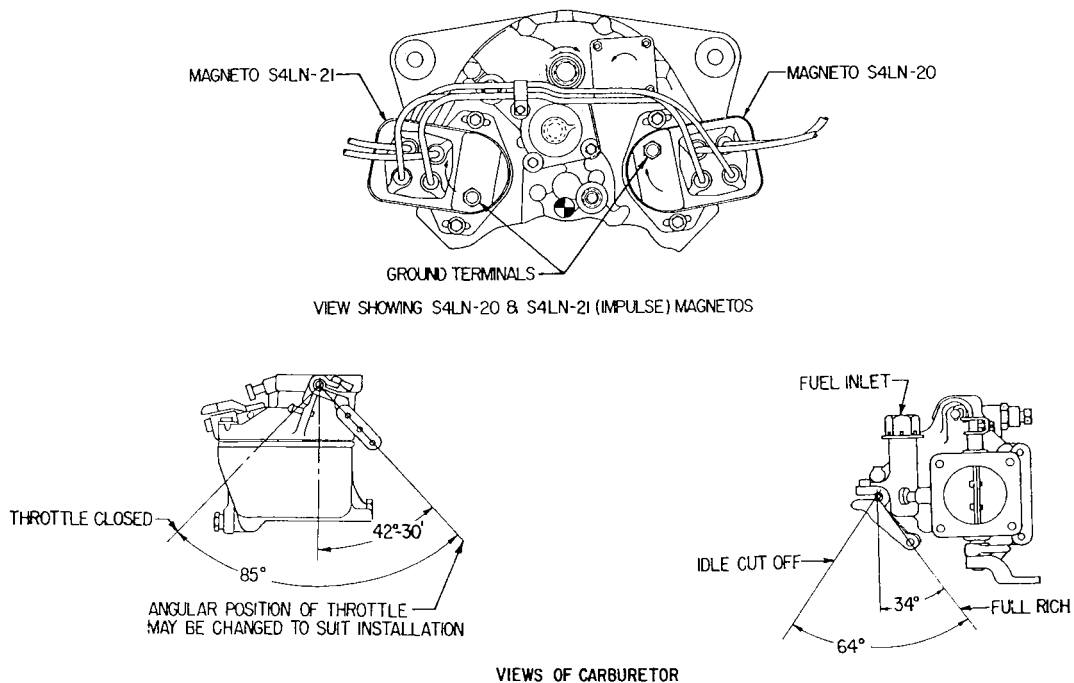 MAGNETO S4LN-21
MAGNETO S4LN-20
GROUND TERMINALS
VIEW SHOWING S4LN-20 & S4LN-21 (IMPULSE) MAGNETOS
FUEL INLET
THROTTLE CLOSED
42°-30'
85°
ANGULAR POSITION OF THROTTLE
MAY BE CHANGED TO SUIT INSTALLATION
IDLE CUT OFF
34°
FULL RICH
64°
VIEWS OF CARBURETOR